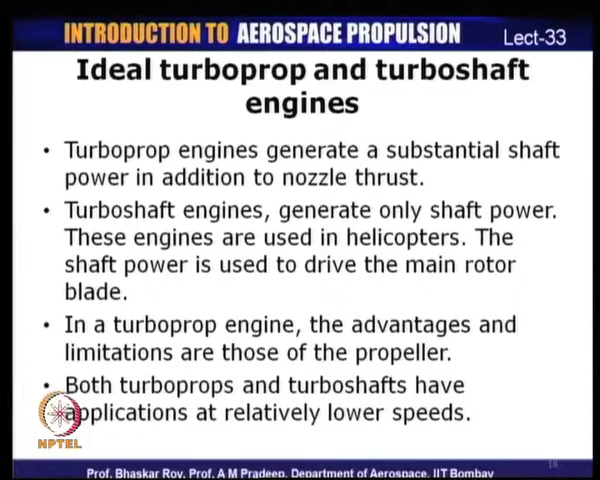 INTRODUCTION TO AEROSPACE PROPULSION
Lect-33
Ideal turboprop and turboshaft
engines
• Turboprop engines generate a substantial shaft
power in addition to nozzle thrust.
• Turboshaft engines, generate only shaft power.
These engines are used in helicopters. The
shaft power is used to drive the main rotor
blade.
• In a turboprop engine, the advantages and
limitations are those of the propeller.
• Both turboprops and turboshafts have
applications at relatively lower speeds.
NPTEL
18
Prof. Bhaskar Roy, Prof. A M Pradeep, Department of Aerospace, IIT Bombay